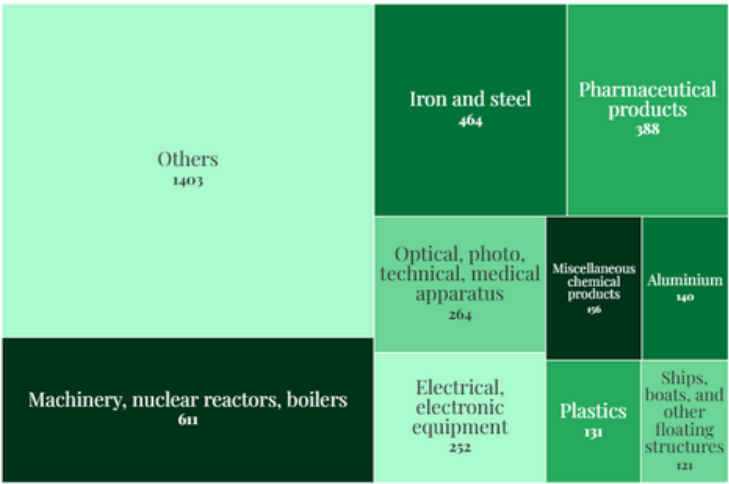 Others
1403
Machinery, nuclear reactors, boilers
611
Iron and steel
464
Pharmaceutical
products
388
Optical, photo,
technical, medical
apparatus
264
Electrical,
electronic
equipment
252
Miscellaneous
chemical
products
156
Aluminium
140
Plastics
131
Ships,
boats, and
other
floating
structures
121